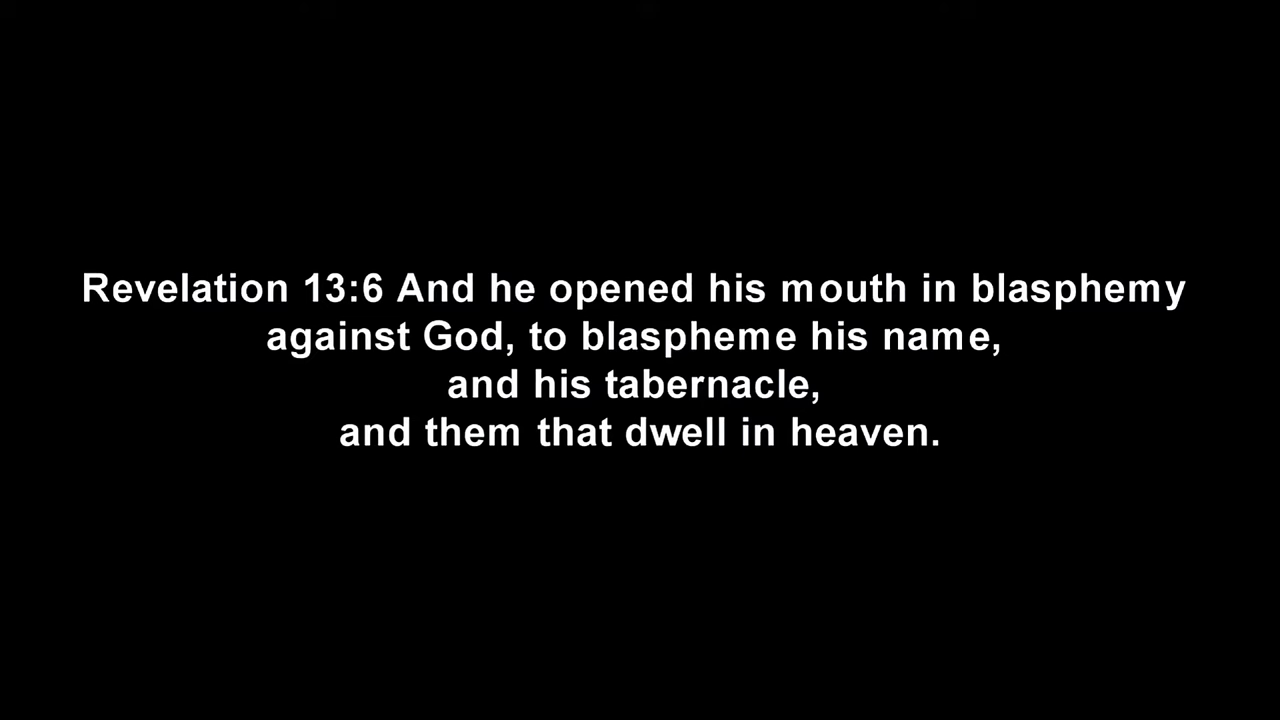 Revelation 13:6 And he opened his mouth in blasphemy
against God, to blaspheme his name,
and his tabernacle,
and them that dwell in heaven.